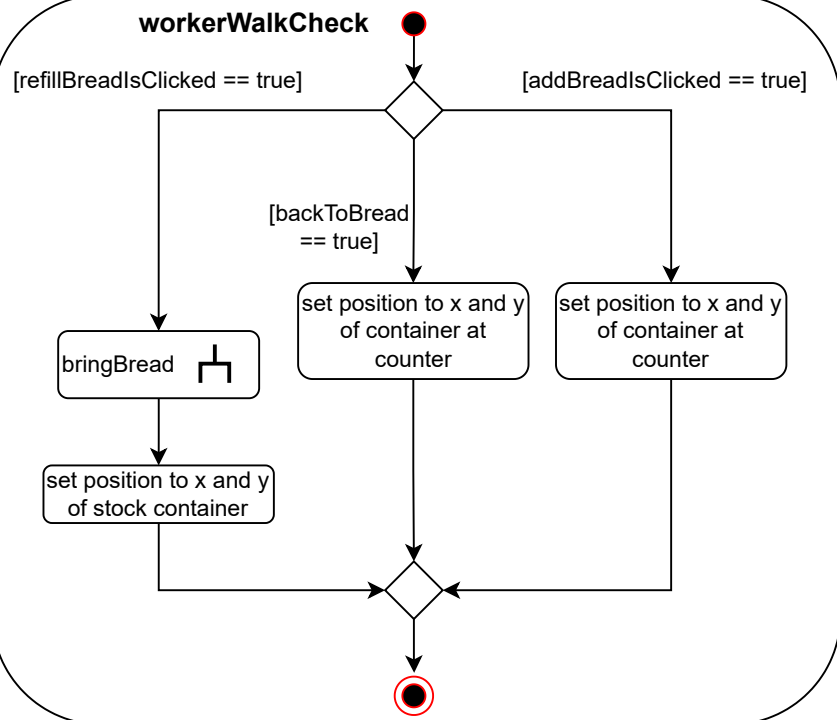 workerWalkCheck
[refillBreadIsClicked == true]
[addBreadIsClicked == true]
[backToBread
== true]
set position to x and y
of container at
counter
set position to x and y
of container at
counter
bringBread
set position to x and y
of stock container